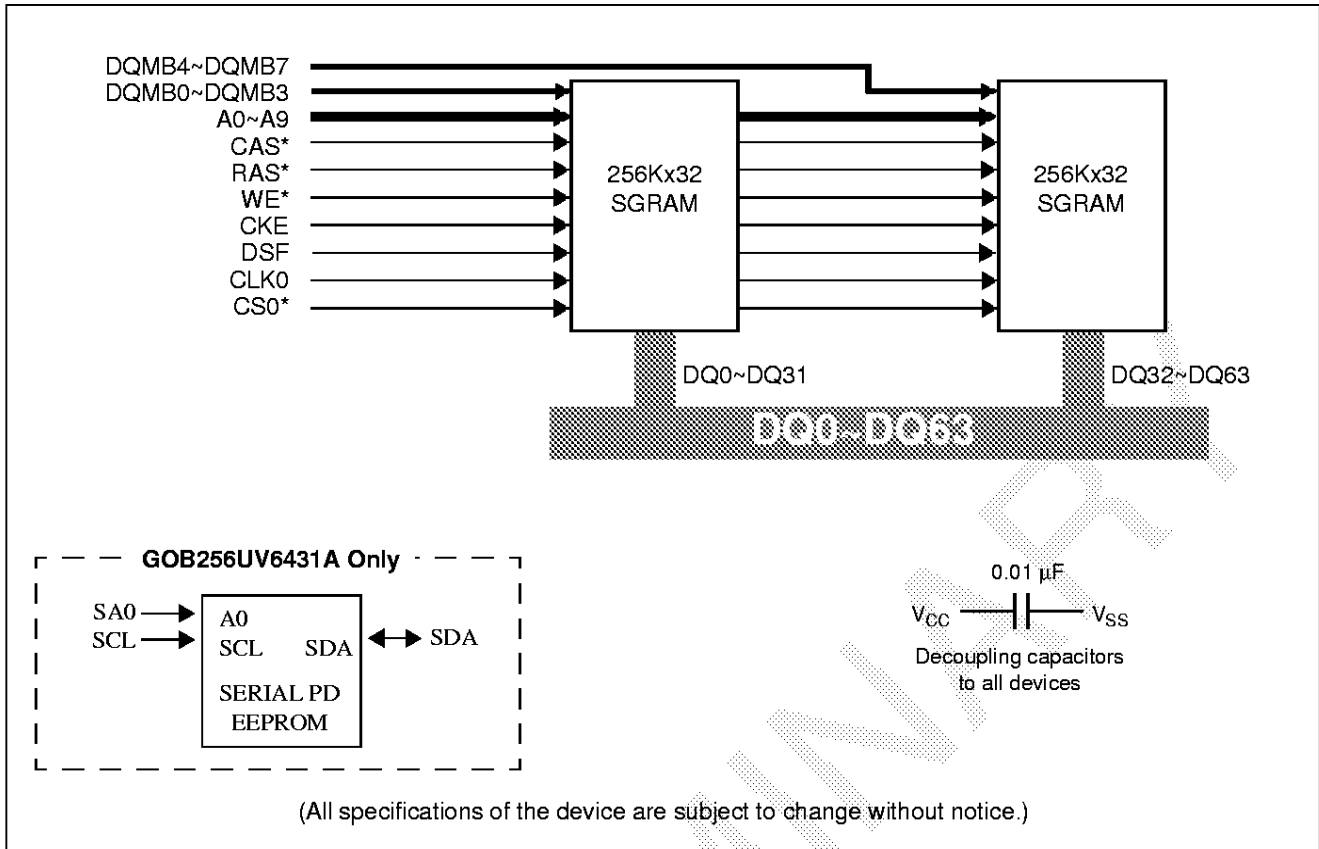 DQMB4~DQMB7
DQMB0~DQMB3
A0~A9
CAS*
RAS*
WE*
CKE
DSF
CLK0
CS0*
256Kx32
SGRAM
256Kx32
SGRAM
DQ0~DQ31
DQ32~DQ63
DQ0~DQ63
GOB256UV6431A Only
SA0
SCL
A0
SCL SDA
SDA
SERIAL PD
EEPROM
0.01 µF
VCC
VSS
Decoupling capacitors
to all devices
(All specifications of the device are subject to change without notice.)